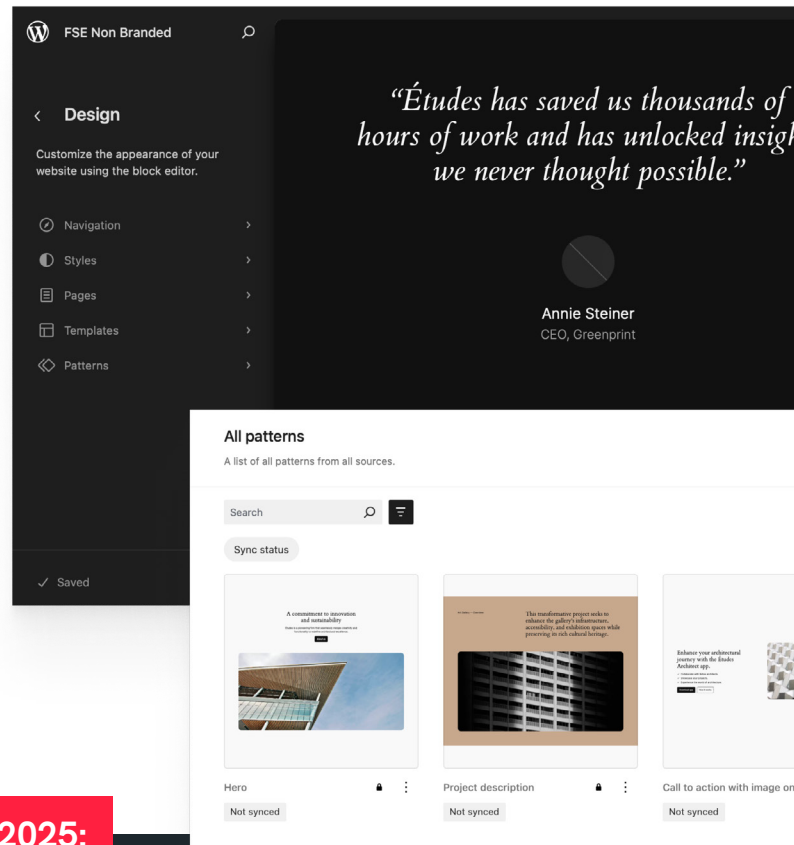 FSE Non Branded
Design
Customize the appearance of your
website using the block editor.
Navigation
Styles
Pages
Templates
Patterns
Saved
“Études has saved us thousands of
hours of work and has unlocked insigh
we never thought possible.”
Annie Steiner
CEO, Greenprint
All patterns
A list of all patterns from all sources.
Search
Sync status
A commitment to innovation
and sustainability
This transformative project seeks to
enhance the gallery's infrastructure,
accessibility, and exhibition spaces while
preserving its rich cultural heritage.
Enhance your architectural
journey with the Études
Architect app.
Hero
Not synced
Project description
Not synced
Call to action with image on
Not synced
2025: